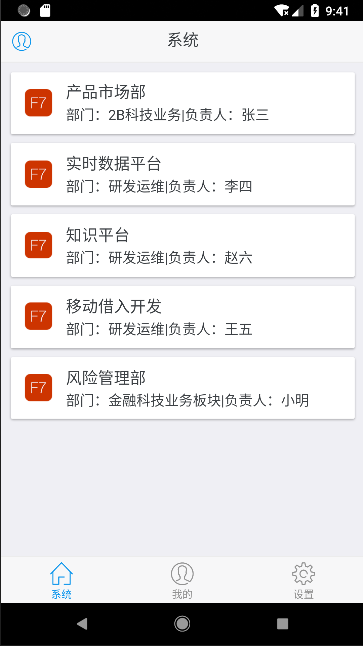 9:41
系统
F7
产品市场部
部门：2B科技业务|负责人：张三
F7
实时数据平台
部门：研发运维|负责人：李四
F7
知识平台
部门：研发运维|负责人：赵六
F7
移动借入开发
部门：研发运维|负责人：王五
F7
风险管理部
部门：金融科技业务板块|负责人：小明
系统
我的
设置